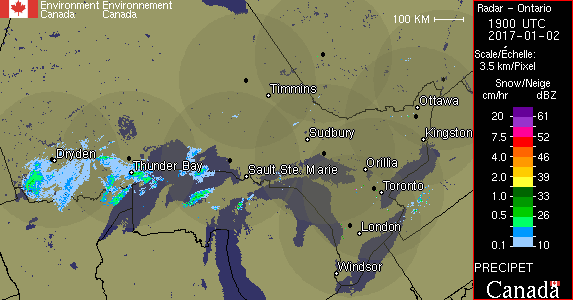 Environment Environnement
Canada Canada
100 KM
Timmins
Ottawa
Sudbury
Kingston
Dryden
Thunder Bay
Sault Ste. Marie
Orillia
Toronto
London
Windsor
Radar - Ontario
1900 UTC
2017-01-02
Scale/Échelle:
3.5 km/Pixel
Snow/Neige
cm/hr dBZ
20 61
7.5 52
4.0 46
2.0 39
1.0 33
0.5 26
0.1 10
PRECIPET
Canada